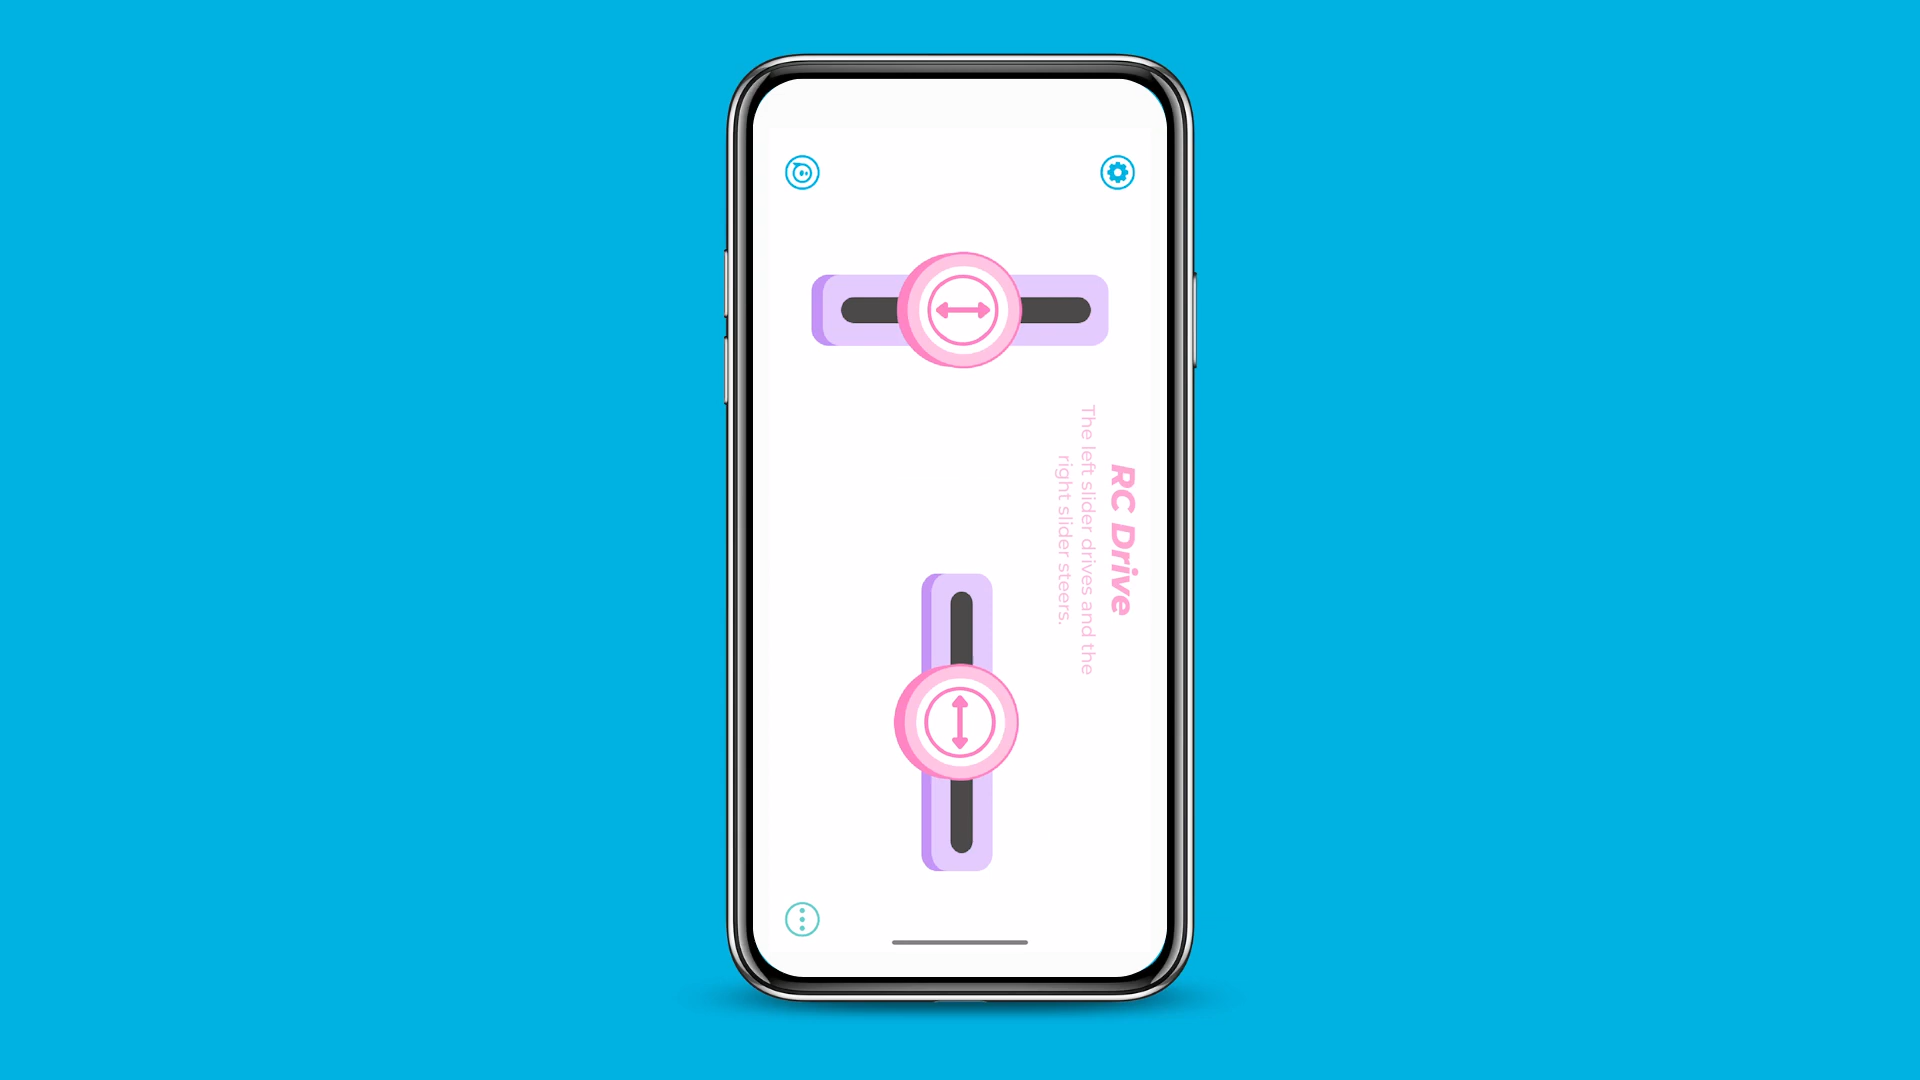 RC Drive
The left slider drives and the
right slider steers.